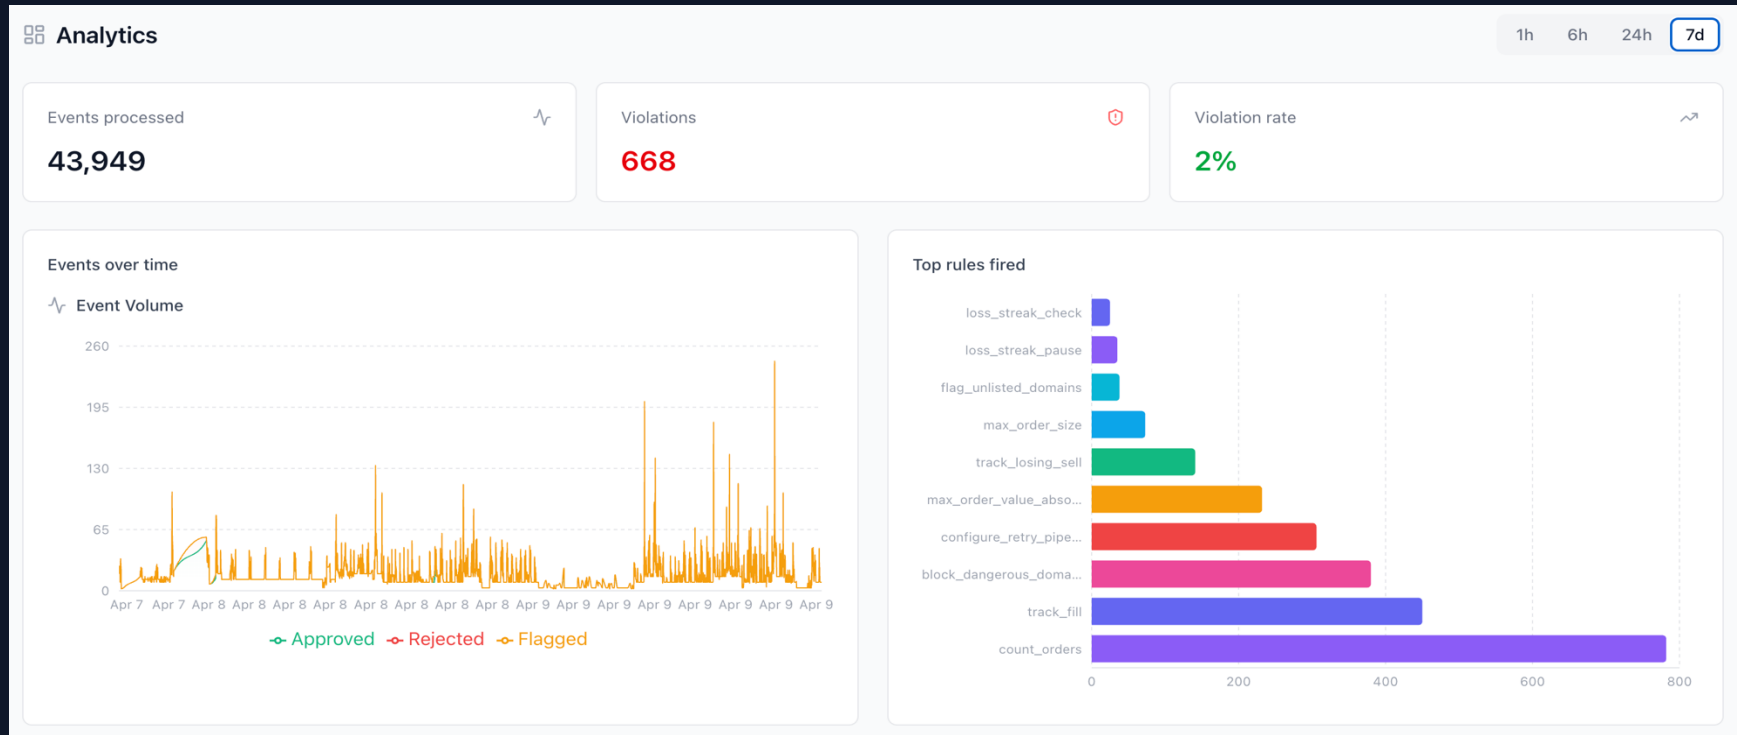 Analytics
1h 6h 24h 7d
Events processed
43,949
Violations
668
Violation rate
2%
Events over time
Event Volume
260
195
130
65
0
Apr 7 Apr 7 Apr 8 Apr 8 Apr 8 Apr 8 Apr 8 Apr 8 Apr 8 Apr 8 Apr 9 Apr 9 Apr 9 Apr 9 Apr 9 Apr 9 Apr 9 Apr 9
Approved Rejected Flagged
Top rules fired
loss_streak_check
loss_streak_pause
flag_unlisted_domains
max_order_size
track_losing_sell
max_order_value_abso...
configure_retry_pipe...
block_dangerous_doma...
track_fill
count_orders
0 200 400 600 800